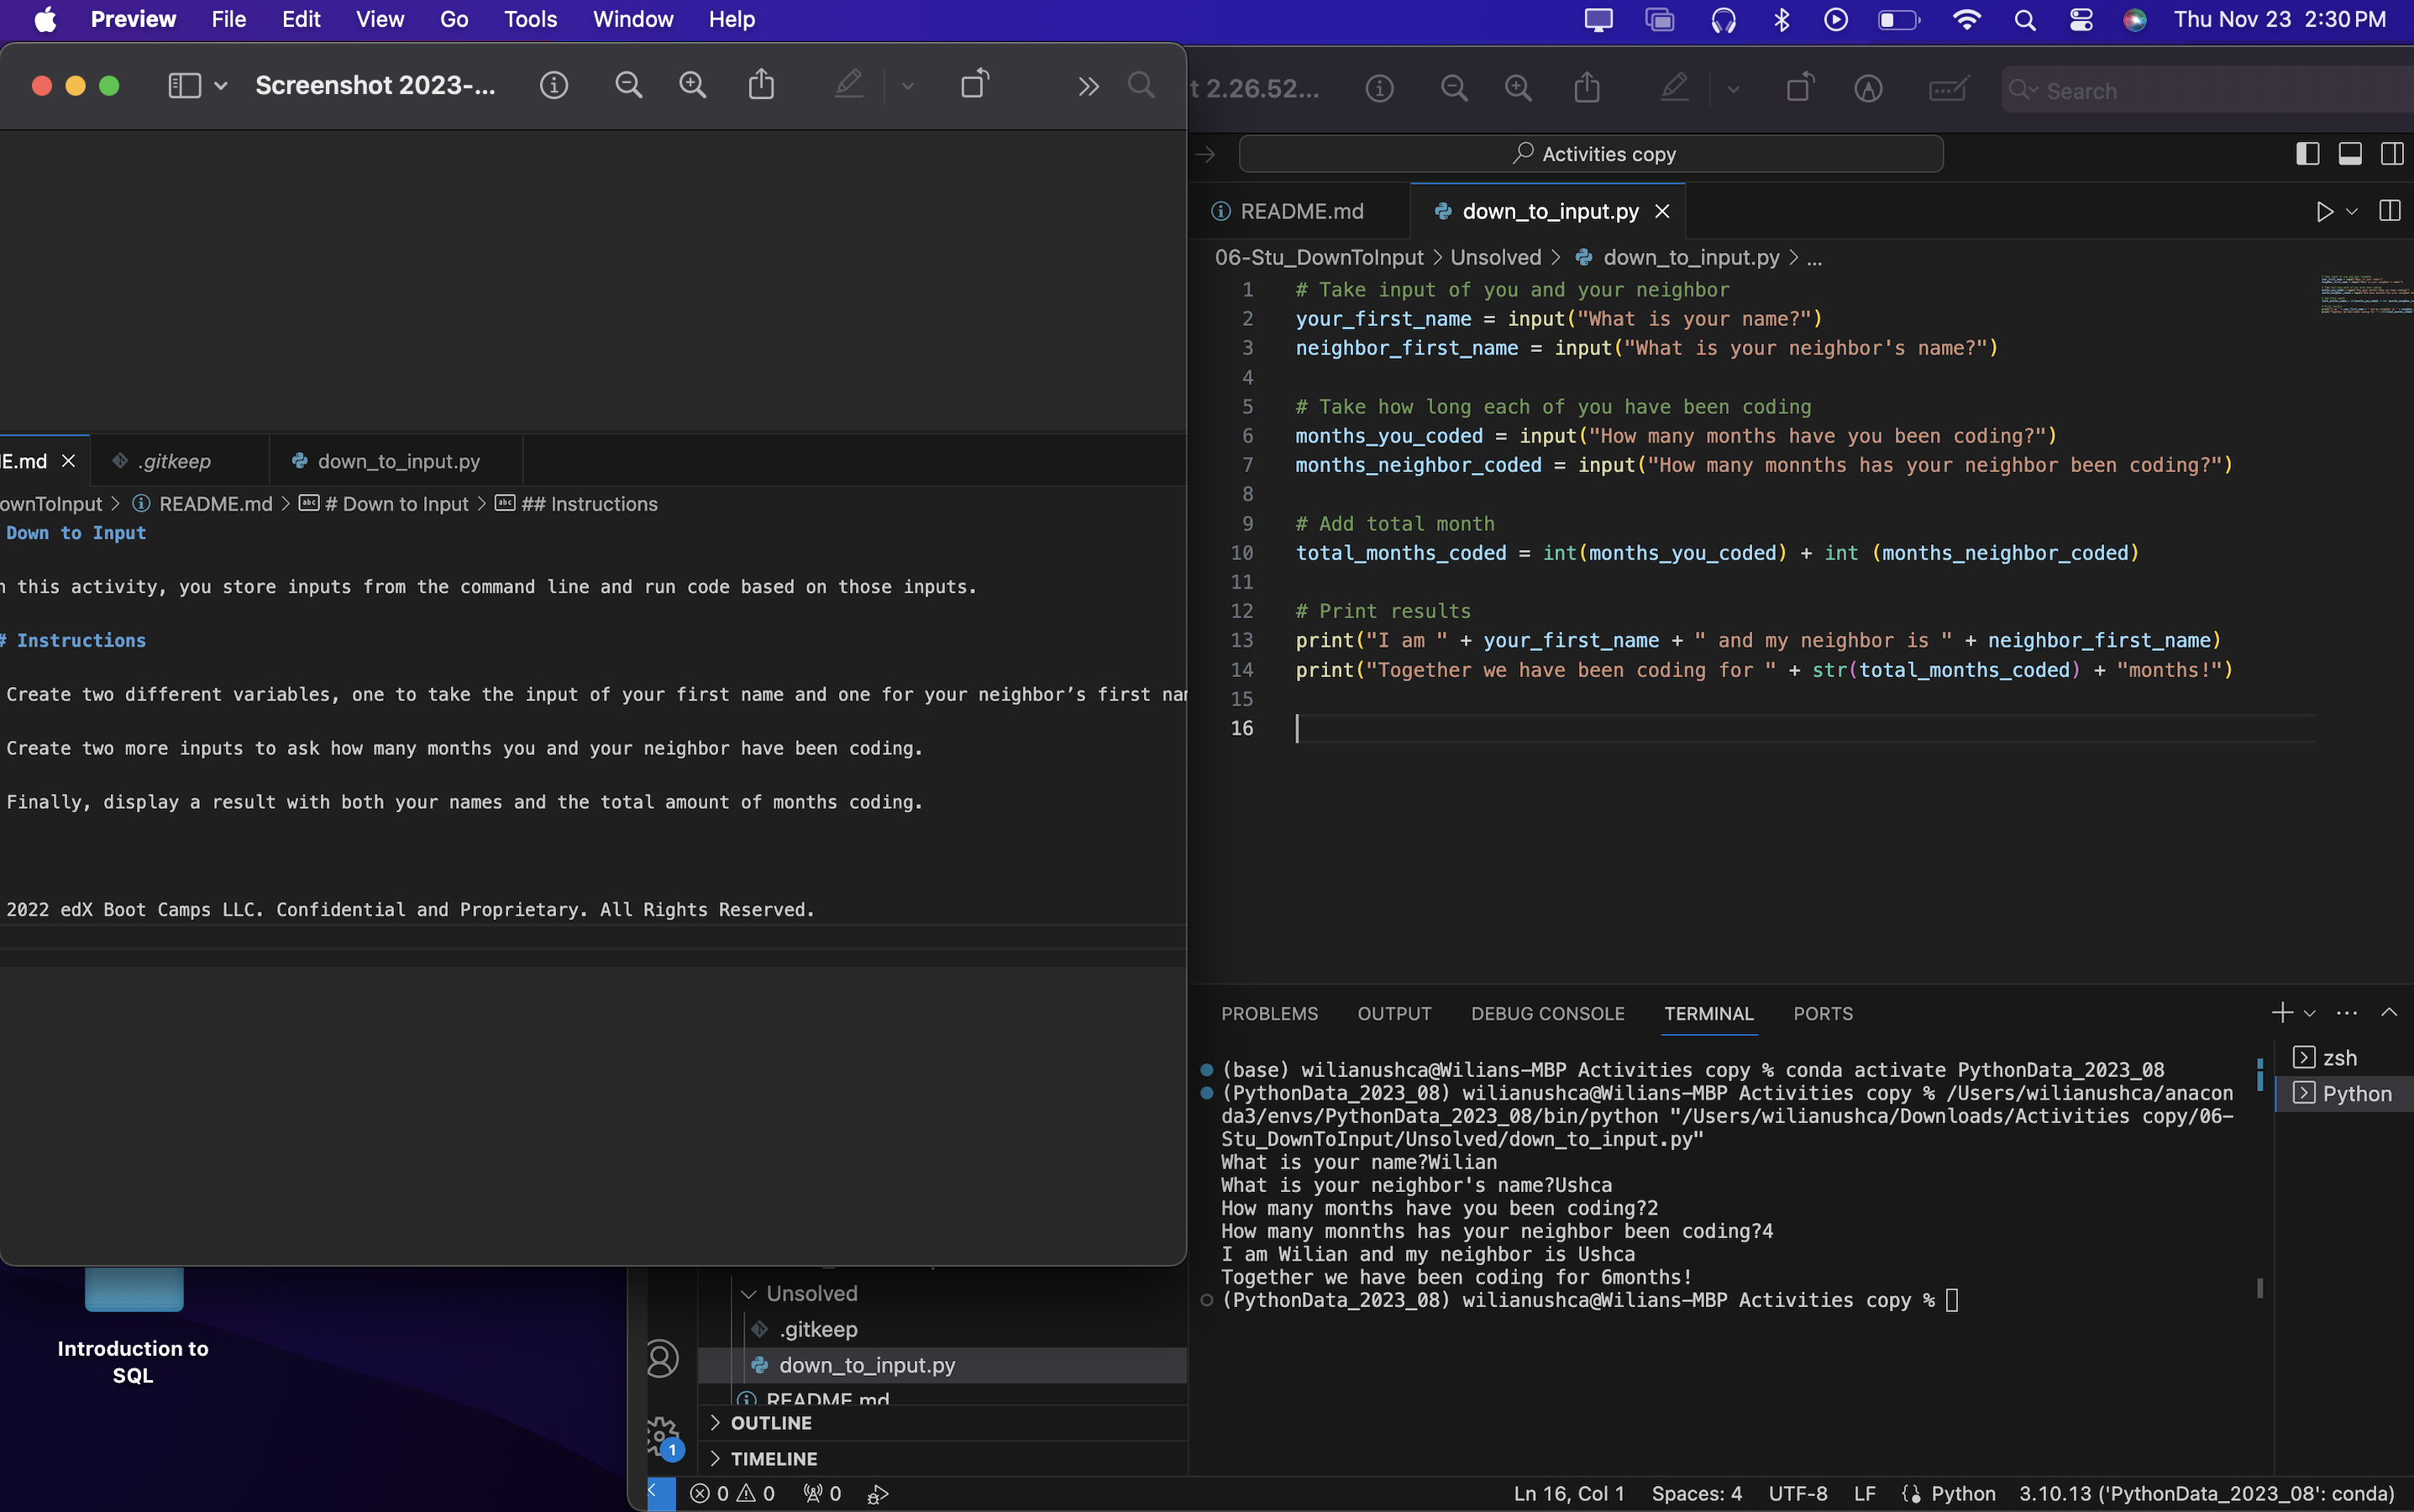 Preview File Edit View Go Tools Window Help Thu Nov 23 2:30 PM
Screenshot 2023-...
t 2.26.52... Search
Activities copy
README.md down_to_input.py
06-Stu_DownToInput > Unsolved > down_to_input.py > ...
1 # Take input of you and your neighbor
2 your_first_name = input("What is your name?")
3 neighbor_first_name = input("What is your neighbor's name?")
4
5 # Take how long each of you have been coding
6 months_you_coded = input("How many months have you been coding?")
7 months_neighbor_coded = input("How many monnths has your neighbor been coding?")
8
9 # Add total month
10 total_months_coded = int(months_you_coded) + int (months_neighbor_coded)
11
12 # Print results
13 print("I am " + your_first_name + " and my neighbor is " + neighbor_first_name)
14 print("Together we have been coding for " + str(total_months_coded) + "months!")
15
16
E.md .gitkeep down_to_input.py
ownToInput > README.md > # Down to Input > ## Instructions
Down to Input
n this activity, you store inputs from the command line and run code based on those inputs.
# Instructions
Create two different variables, one to take the input of your first name and one for your neighbor’s first nam
Create two more inputs to ask how many months you and your neighbor have been coding.
Finally, display a result with both your names and the total amount of months coding.
2022 edX Boot Camps LLC. Confidential and Proprietary. All Rights Reserved.
PROBLEMS OUTPUT DEBUG CONSOLE TERMINAL PORTS
(base) wilianushca@Wilians-MBP Activities copy % conda activate PythonData_2023_08
(PythonData_2023_08) wilianushca@Wilians-MBP Activities copy % /Users/wilianushca/anacon
da3/envs/PythonData_2023_08/bin/python "/Users/wilianushca/Downloads/Activities copy/06-
Stu_DownToInput/Unsolved/down_to_input.py"
What is your name?Wilian
What is your neighbor's name?Ushca
How many months have you been coding?2
How many monnths has your neighbor been coding?4
I am Wilian and my neighbor is Ushca
Together we have been coding for 6months!
(PythonData_2023_08) wilianushca@Wilians-MBP Activities copy %
zsh
Python
Unsolved
.gitkeep
down_to_input.py
README.md
OUTLINE
TIMELINE
1
Introduction to
SQL
0 0 0 Ln 16, Col 1 Spaces: 4 UTF-8 LF Python 3.10.13 ('PythonData_2023_08': conda)